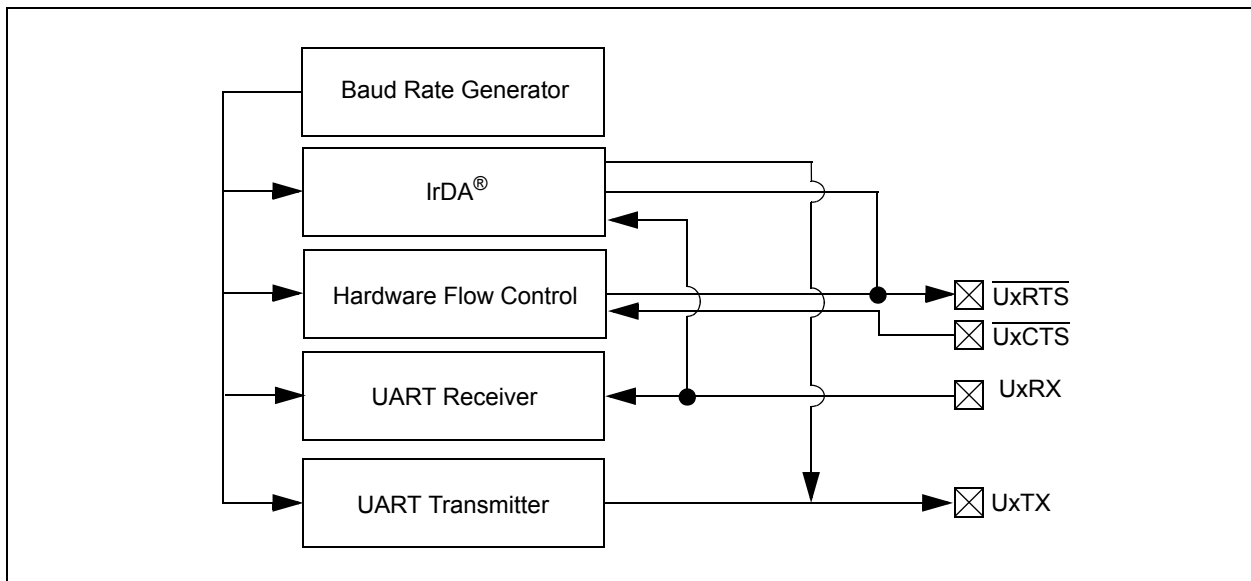 Baud Rate Generator
IrDA®
Hardware Flow Control
UxRTS
UxCTS
UART Receiver
UxRX
UART Transmitter
UxTX